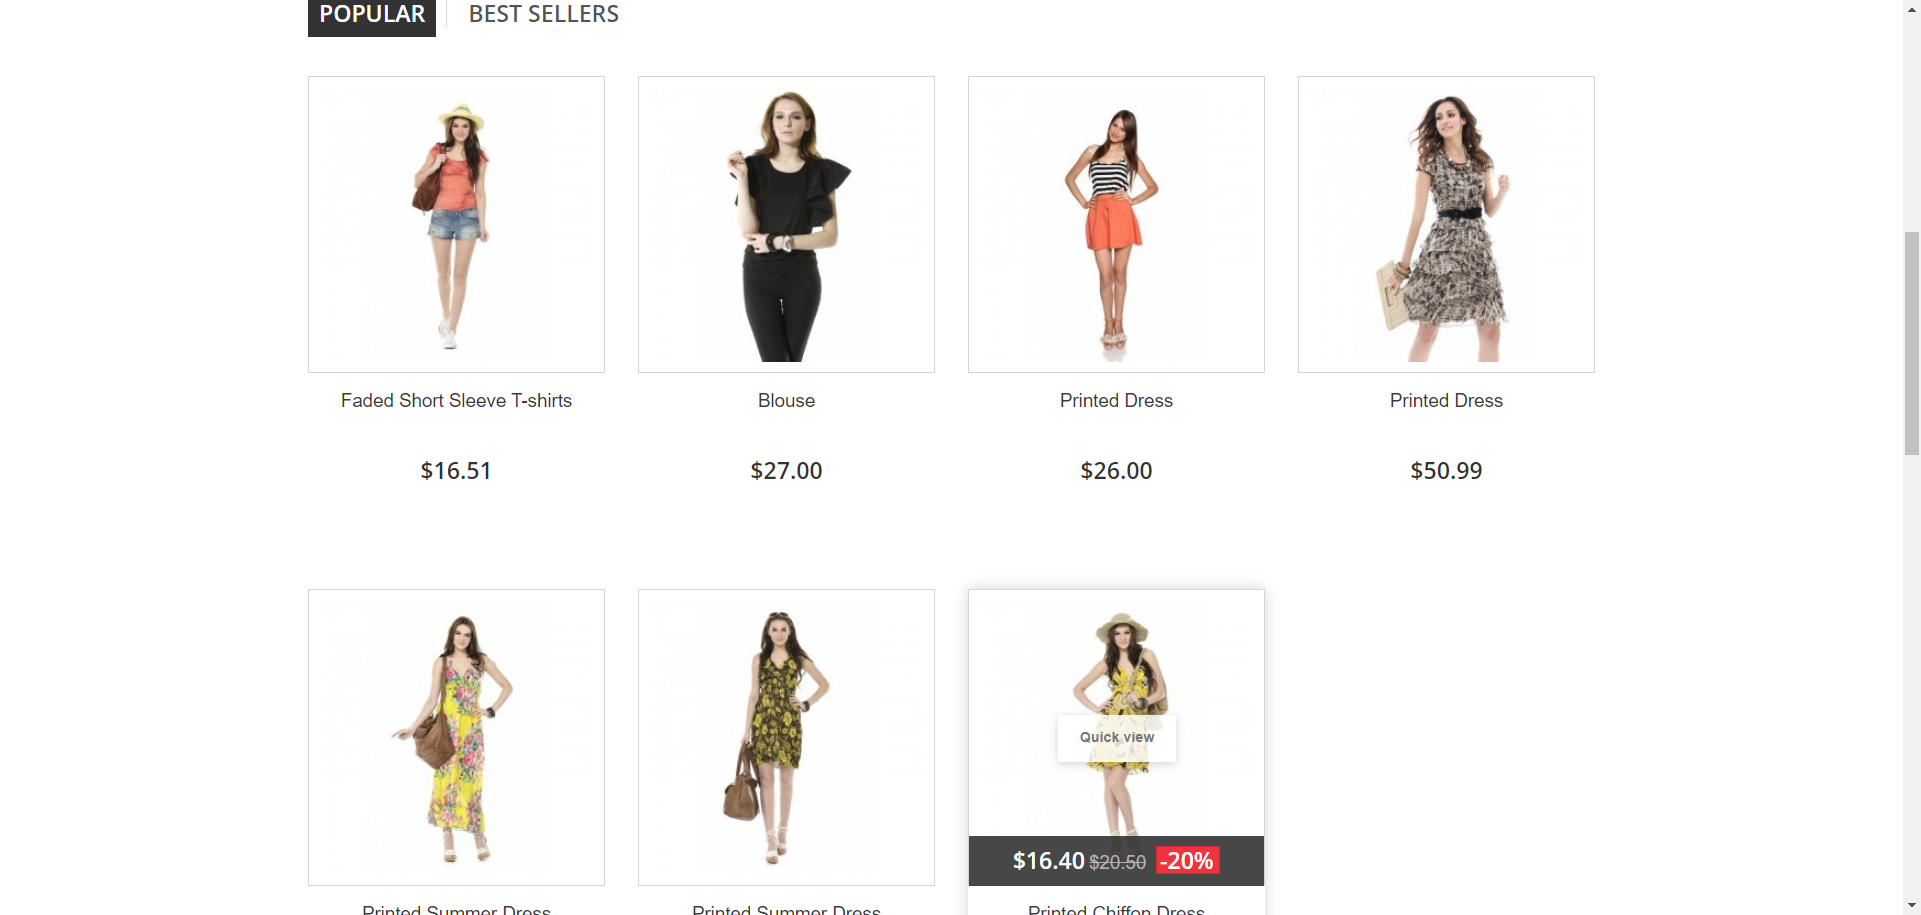 POPULAR
BEST SELLERS
Faded Short Sleeve T-shirts
Blouse
Printed Dress
Printed Dress
$16.51
$27.00
$26.00
$50.99
Quick view
$16.40 $20.50 -20%
Printed Summer Dress
Printed Summer Dress
Printed Chiffon Dress